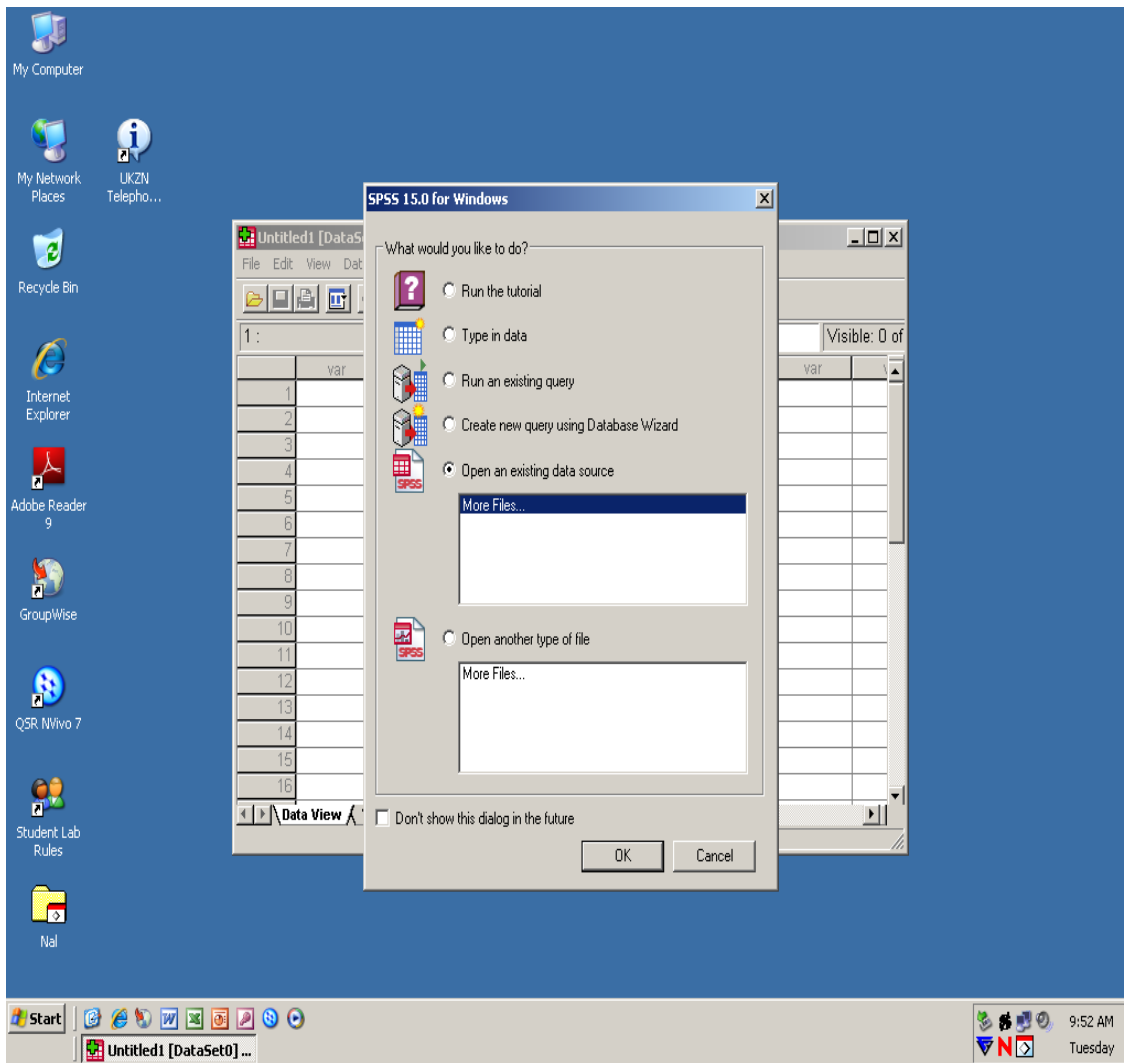 My Computer
My Network
Places
UKZN
Telepho...
Recycle Bin
Internet
Explorer
Adobe Reader
9
GroupWise
QSR NVivo 7
Student Lab
Rules
Nal
Untitled1 [DataS
File Edit View Dat
1 :
Visible: 0 of
var
var
1
2
3
4
5
6
7
8
9
10
11
12
13
14
15
16
Data View
SPSS 15.0 for Windows
What would you like to do?
Run the tutorial
Type in data
Run an existing query
Create new query using Database Wizard
SPSS
Open an existing data source
More Files...
SPSS
Open another type of file
More Files...
Don't show this dialog in the future
OK Cancel
Start
Untitled1 [DataSet0] ...
9:52 AM
Tuesday